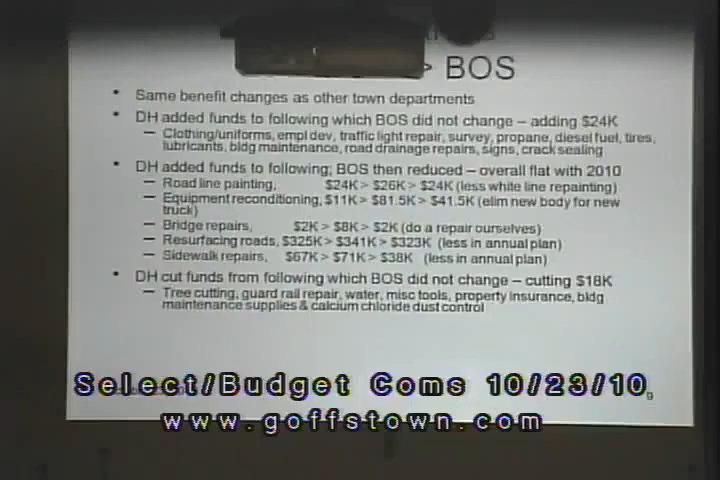 > BOS
• Same benefit changes as other town departments
• DH added funds to following which BOS did not change – adding $24K
– Clothing/uniforms, empl dev, traffic light repair, survey, propane, diesel fuel, tires,
lubricants, bldg maintenance, road drainage repairs, signs, crack sealing
• DH added funds to following; BOS then reduced – overall flat with 2010
– Road line painting, $24K > $26K > $24K (less white line repainting)
– Equipment reconditioning, $11K > $81.5K > $41.5K (elim new body for new
truck)
– Bridge repairs, $2K > $8K > $2K (do a repair ourselves)
– Resurfacing roads, $325K > $341K > $323K (less in annual plan)
– Sidewalk repairs, $67K > $71K > $38K (less in annual plan)
• DH cut funds from following which BOS did not change – cutting $18K
– Tree cutting, guard rail repair, water, misc tools, property insurance, bldg
maintenance supplies & calcium chloride dust control
Select/Budget Coms 10/23/10
9
www.goffstown.com